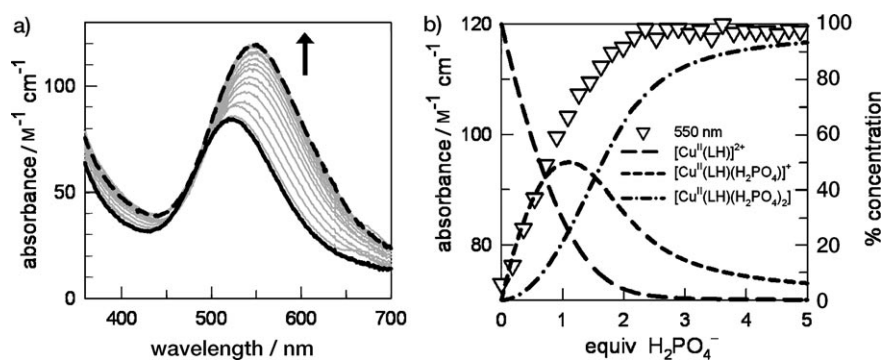 a)
absorbance / M⁻¹ cm⁻¹
100
50
0
400
500
600
700
wavelength / nm
b)
absorbance / M⁻¹ cm⁻¹
120
110
100
90
80
100
80
60
40
20
0
% concentration
550 nm
[Cuᴵᴵ(LH)]²⁺
[Cuᴵᴵ(LH)(H₂PO₄)]⁺
[Cuᴵᴵ(LH)(H₂PO₄)₂]
0
1
2
3
4
5
equiv H₂PO₄⁻